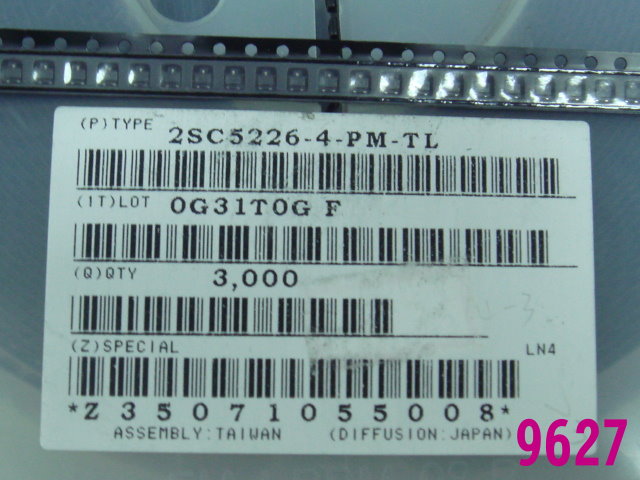 (P)TYPE 2SC5226-4-PM-TL
(1T)LOT 0G31T0G F
(Q)QTY 3,000
(Z)SPECIAL LN4
*Z35071055008*
ASSEMBLY:TAIWAN (DIFFUSION:JAPAN)
9627